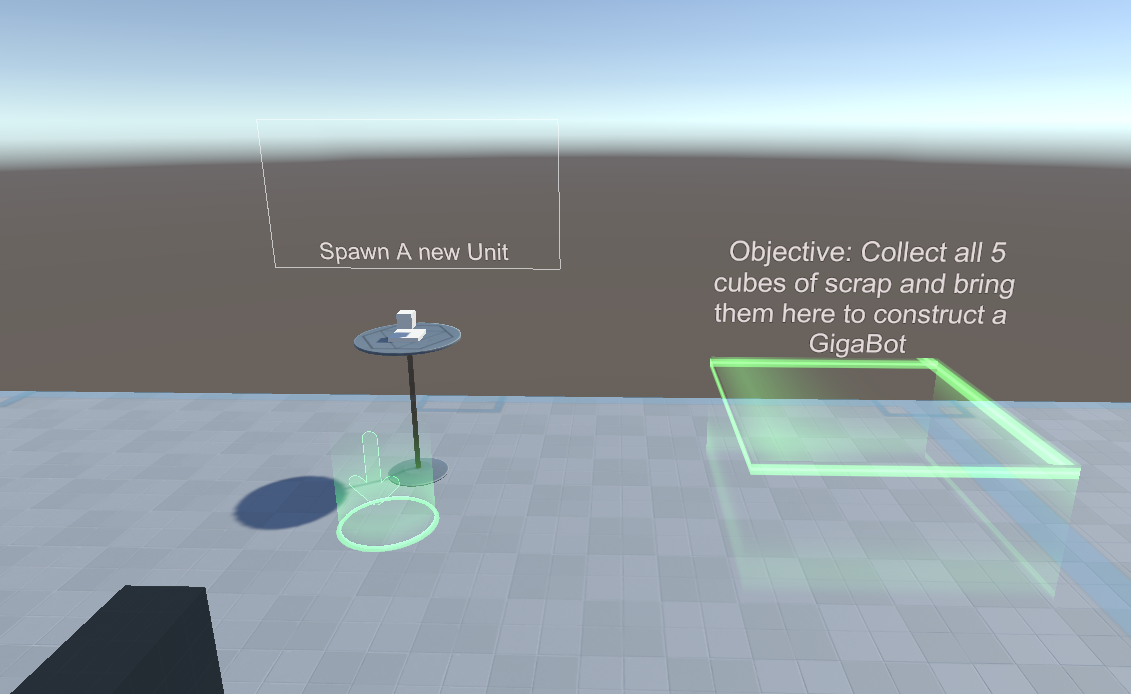 Spawn A new Unit
Objective: Collect all 5
cubes of scrap and bring
them here to construct a
GigaBot